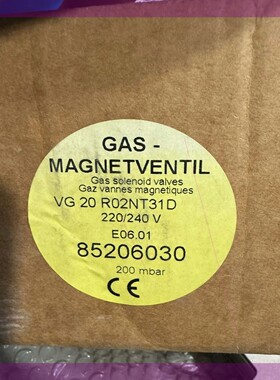 GAS -
MAGNETVENTIL
Gas solenoid valves
Gaz vannes magnetiques
VG 20 R02NT31D
220/240 V
E06.01
85206030
200 mbar
CE